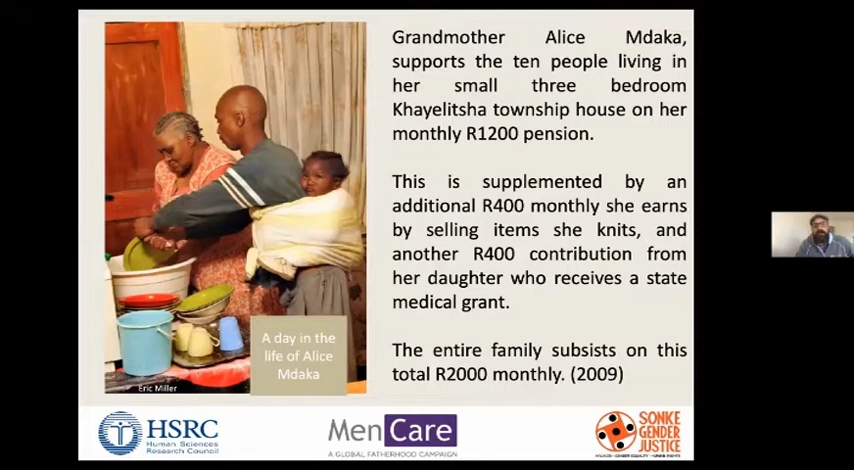 Grandmother Alice Mdaka,
supports the ten people living in
her small three bedroom
Khayelitsha township house on her
monthly R1200 pension.
This is supplemented by an
additional R400 monthly she earns
by selling items she knits, and
another R400 contribution from
her daughter who receives a state
medical grant.
The entire family subsists on this
total R2000 monthly. (2009)
A day in the
life of Alice
Mdaka
Eric Miller
HSRC
Human Sciences
Research Council
MenCare
A GLOBAL FATHERHOOD CAMPAIGN
SONKE
GENDER
JUSTICE